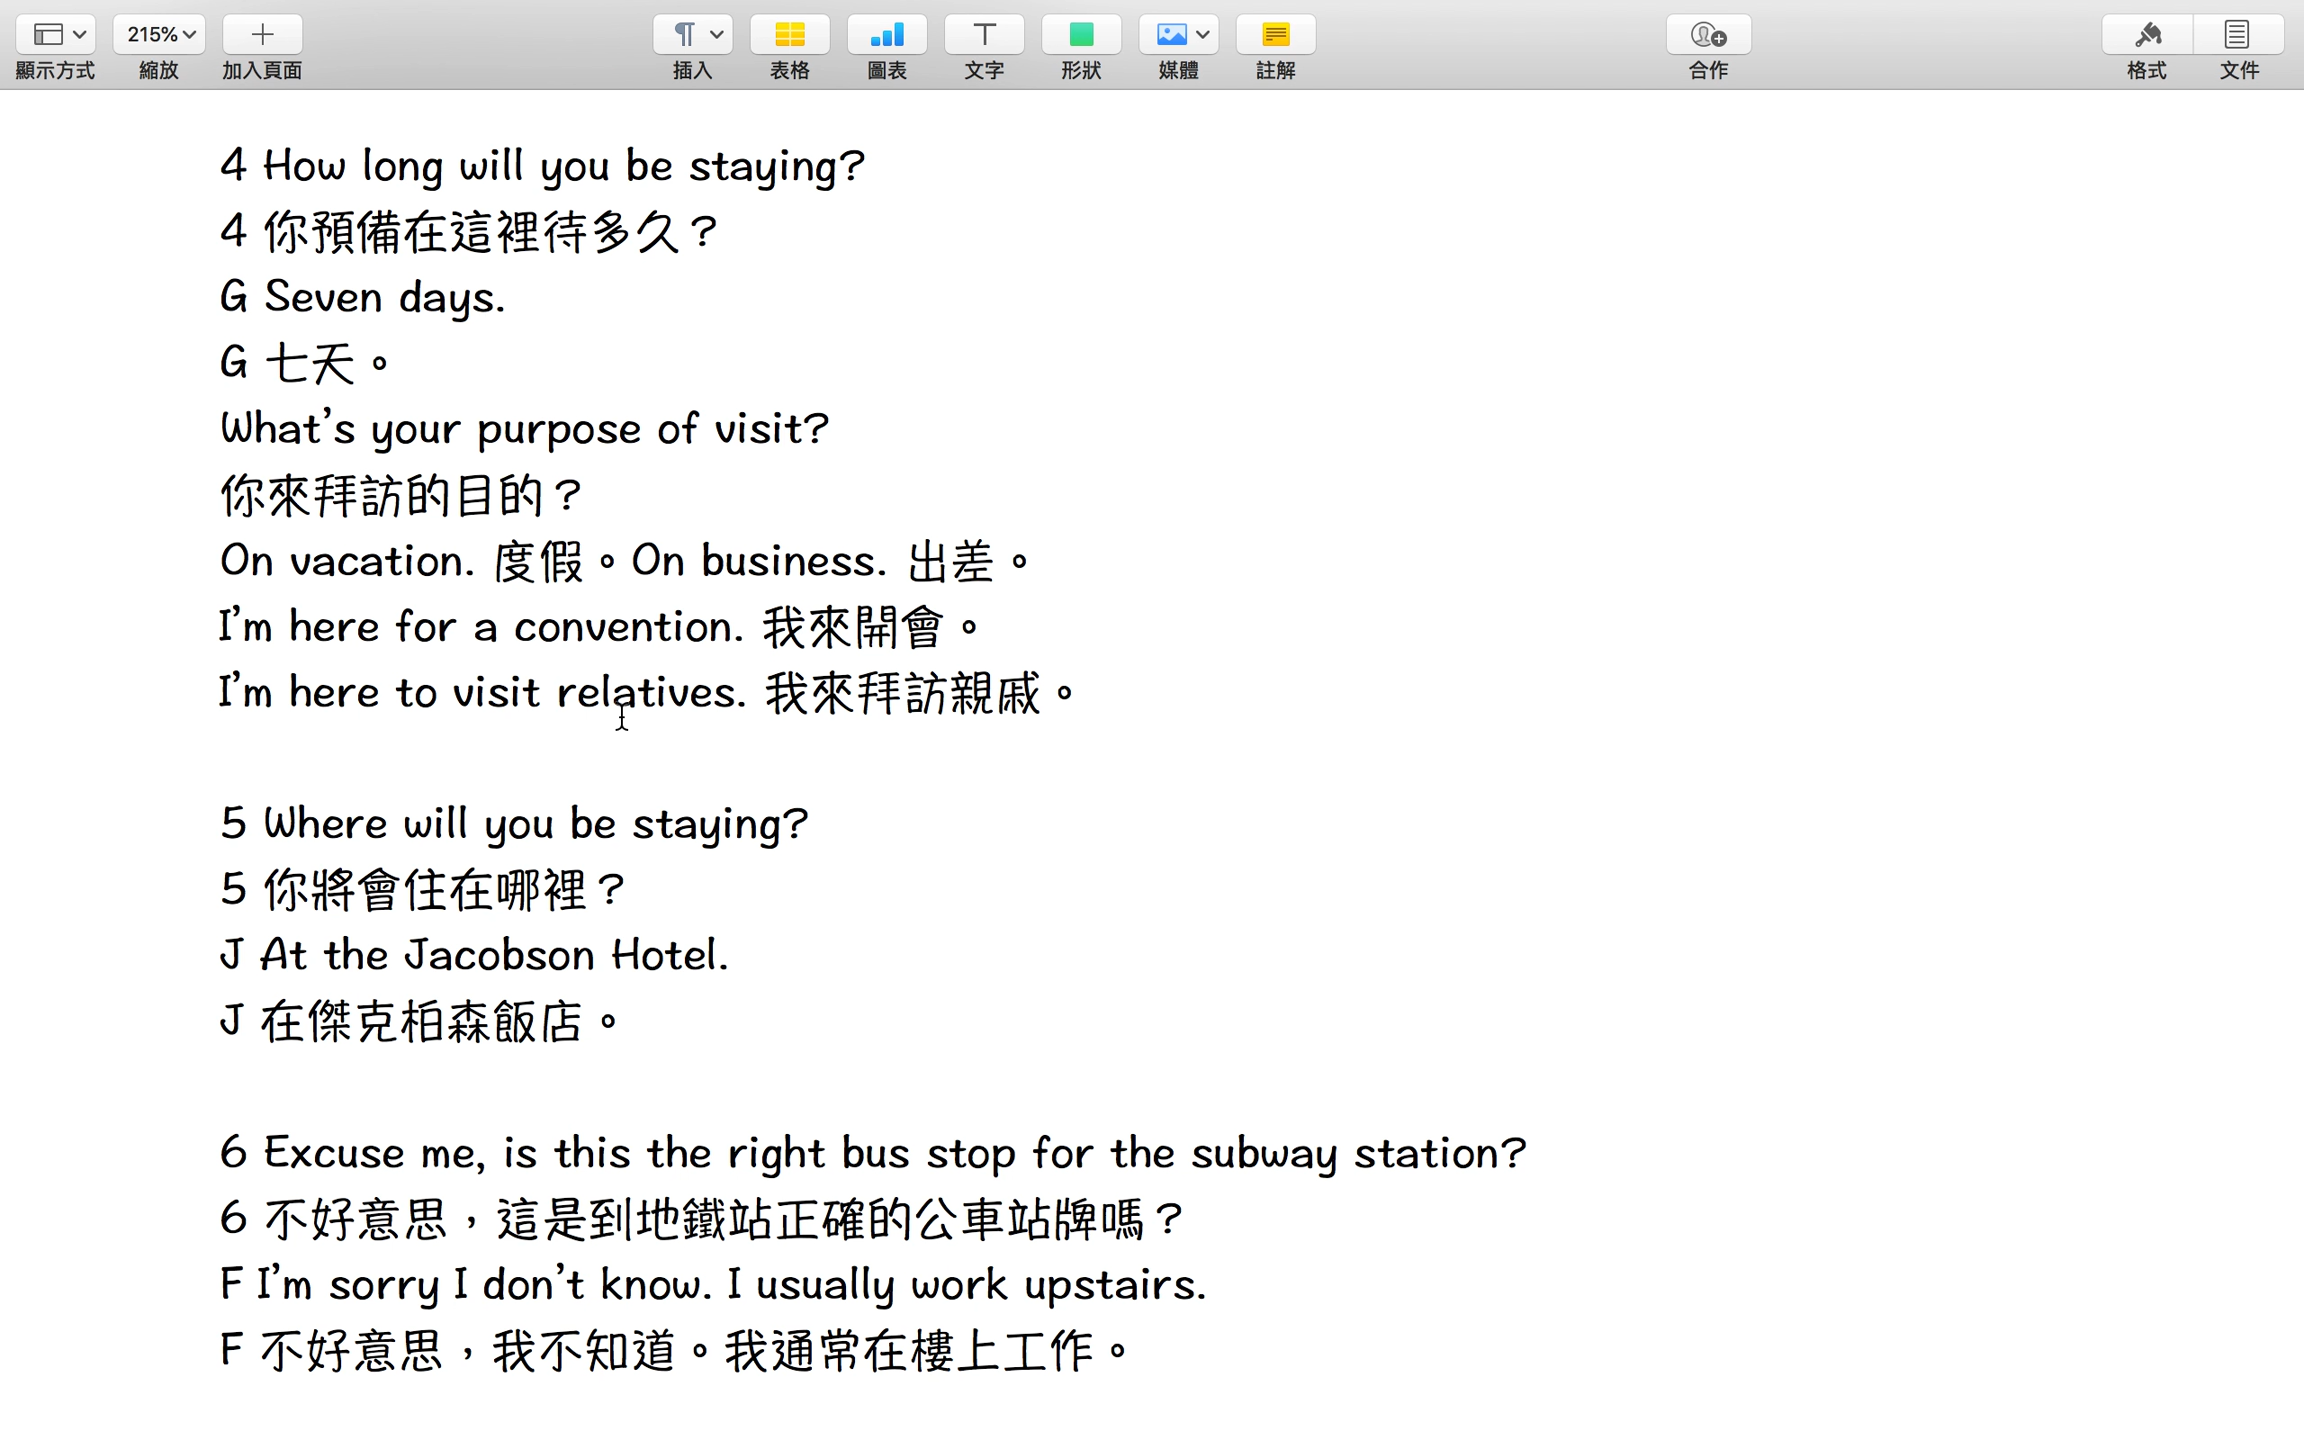 215%
顯示方式 縮放 加入頁面 插入 表格 圖表 文字 形狀 媒體 註解 合作 格式 文件
4 How long will you be staying?
4 你預備在這裡待多久？
G Seven days.
G 七天。
What's your purpose of visit?
你來拜訪的目的？
On vacation. 度假。On business. 出差。
I'm here for a convention. 我來開會。
I'm here to visit relatives. 我來拜訪親戚。
5 Where will you be staying?
5 你將會住在哪裡？
J At the Jacobson Hotel.
J 在傑克柏森飯店。
6 Excuse me, is this the right bus stop for the subway station?
6 不好意思，這是到地鐵站正確的公車站牌嗎？
F I'm sorry I don't know. I usually work upstairs.
F 不好意思，我不知道。我通常在樓上工作。